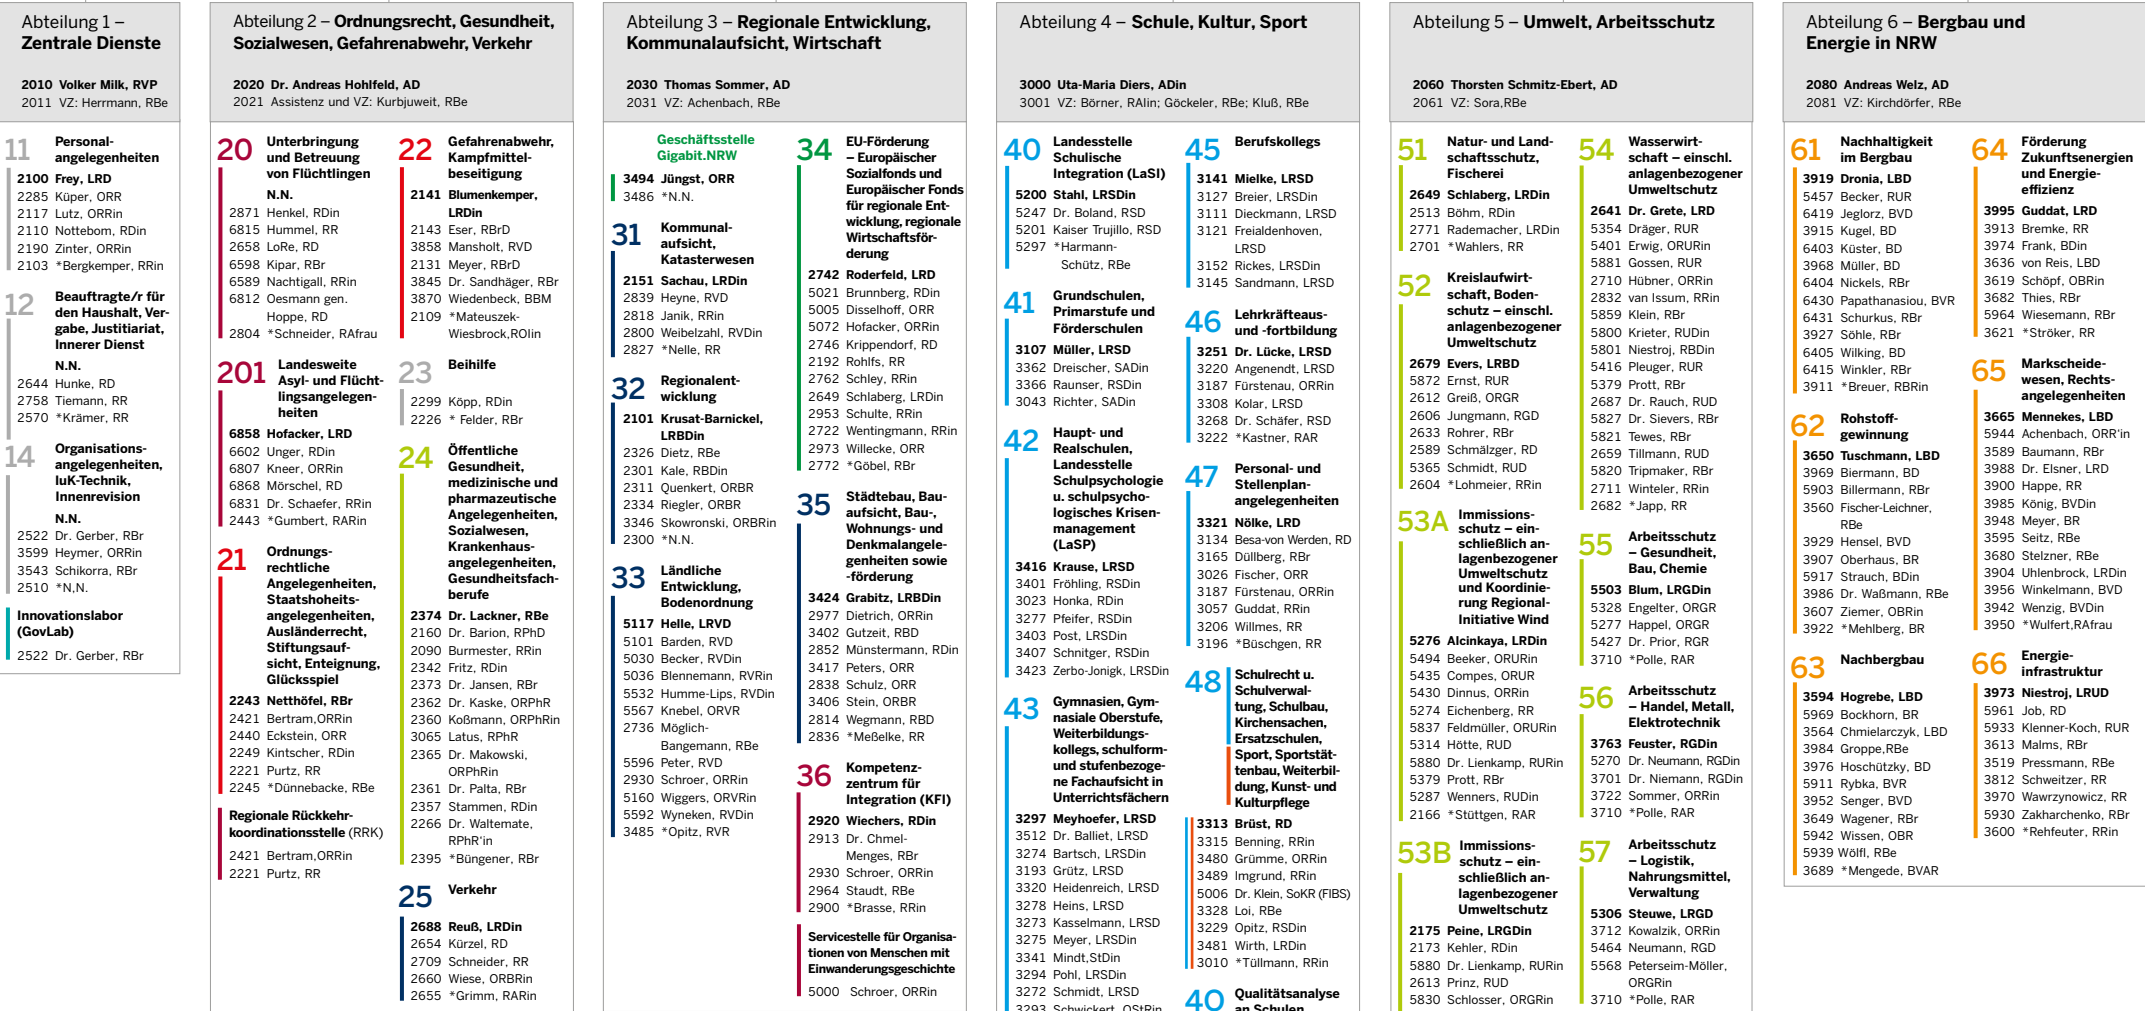 Abteilung 1 –
Zentrale Dienste
2010 Volker Milk, RVP
2011 VZ: Herrmann, RBe
11 Personal-
angelegenheiten
2100 Frey, LRD
2285 Küper, ORR
2117 Lutz, ORRin
2110 Nottebom, RDin
2190 Zinter, ORRin
2103 *Bergkemper, RRin
12 Beauftragte/r für
den Haushalt, Ver-
gabe, Justitiariat,
Innerer Dienst
N.N.
2644 Hunke, RD
2758 Tiemann, RR
2570 *Krämer, RR
14 Organisations-
angelegenheiten,
IuK-Technik,
Innenrevision
N.N.
2522 Dr. Gerber, RBr
3599 Heymer, ORRin
3543 Schikorra, RBr
2510 *N,N.
Innovationslabor
(GovLab)
2522 Dr. Gerber, RBr
Abteilung 2 – Ordnungsrecht, Gesundheit,
Sozialwesen, Gefahrenabwehr, Verkehr
2020 Dr. Andreas Hohlfeld, AD
2021 Assistenz und VZ: Kurbjuweit, RBe
20 Unterbringung
und Betreuung
von Flüchtlingen
N.N.
2871 Henkel, RDin
6815 Hummel, RR
2658 LoRe, RD
6598 Kipar, RBr
6589 Nachtigall, RRin
6812 Oesmann gen.
Hoppe, RD
2804 *Schneider, RAfrau
201 Landesweite
Asyl- und Flücht-
lingsangelegen-
heiten
6858 Hofacker, LRD
6602 Unger, RDin
6807 Kneer, ORRin
6868 Mörschel, RD
6831 Dr. Schaefer, RRin
2443 *Gumbert, RARin
21 Ordnungs-
rechtliche
Angelegenheiten,
Staatshoheits-
angelegenheiten,
Ausländerrecht,
Stiftungsauf-
sicht, Enteignung,
Glücksspiel
2243 Netthöfel, RBr
2421 Bertram,ORRin
2440 Eckstein, ORR
2249 Kintscher, RDin
2221 Purtz, RR
2245 *Dünnebacke, RBe
Regionale Rückkehr-
koordinationsstelle (RRK)
2421 Bertram,ORRin
2221 Purtz, RR
22 Gefahrenabwehr,
Kampfmittel-
beseitigung
2141 Blumenkemper,
LRDin
2143 Eser, RBrD
3858 Mansholt, RVD
2131 Meyer, RBrD
3845 Dr. Sandhäger, RBr
3870 Wiedenbeck, BBM
2109 *Mateuszek-
Wiesbrock,ROIin
23 Beihilfe
2299 Köpp, RDin
2226 * Felder, RBr
24 Öffentliche
Gesundheit,
medizinische und
pharmazeutische
Angelegenheiten,
Sozialwesen,
Krankenhaus-
angelegenheiten,
Gesundheitsfach-
berufe
2374 Dr. Lackner, RBe
2160 Dr. Barion, RPhD
2090 Burmester, RRin
2342 Fritz, RDin
2373 Dr. Jansen, RBr
2362 Dr. Kaske, ORPhR
2360 Koßmann, ORPhRin
3065 Latus, RPhR
2365 Dr. Makowski,
ORPhRin
2361 Dr. Palta, RBr
2357 Stammen, RDin
2266 Dr. Waltemate,
RPhR'in
2395 *Büngener, RBr
25 Verkehr
2688 Reuß, LRDin
2654 Kürzel, RD
2709 Schneider, RR
2660 Wiese, ORBRin
2655 *Grimm, RARin
Abteilung 3 – Regionale Entwicklung,
Kommunalaufsicht, Wirtschaft
2030 Thomas Sommer, AD
2031 VZ: Achenbach, RBe
Geschäftsstelle
Gigabit.NRW
3494 Jüngst, ORR
3486 *N.N.
31 Kommunal-
aufsicht,
Katasterwesen
2151 Sachau, LRDin
2839 Heyne, RVD
2818 Janik, RRin
2800 Weibelzahl, RVDin
2827 *Nelle, RR
32 Regionalent-
wicklung
2101 Krusat-Barnickel,
LRBDin
2326 Dietz, RBe
2301 Kale, RBDin
2311 Quenkert, ORBR
2334 Riegler, ORBR
3346 Skowronski, ORBRin
2300 *N.N.
33 Ländliche
Entwicklung,
Bodenordnung
5117 Helle, LRVD
5101 Barden, RVD
5030 Becker, RVDin
5036 Blennemann, RVRin
5532 Humme-Lips, RVDin
5567 Knebel, ORVR
2736 Möglich-
Bangemann, RBe
5596 Peter, RVD
2930 Schroer, ORRin
5160 Wiggers, ORVRin
5592 Wyneken, RVDin
3485 *Opitz, RVR
34 EU-Förderung
– Europäischer
Sozialfonds und
Europäischer Fonds
für regionale Ent-
wicklung, regionale
Wirtschaftsför-
derung
2742 Roderfeld, LRD
5021 Brunnberg, RDin
5005 Disselhoff, ORR
5072 Hofacker, ORRin
2746 Krippendorf, RD
2192 Rohlfs, RR
2762 Schley, RRin
2649 Schlaberg, LRDin
2953 Schulte, RRin
2722 Wentingmann, RRin
2973 Willecke, ORR
2772 *Göbel, RBr
35 Städtebau, Bau-
aufsicht, Bau-,
Wohnungs- und
Denkmalangele-
genheiten sowie
-förderung
3424 Grabitz, LRBDin
2977 Dietrich, ORRin
3402 Gutzeit, RBD
2852 Münstermann, RDin
3417 Peters, ORR
2838 Schulz, ORR
3406 Stein, ORBR
2814 Wegmann, RBD
2836 *Meßelke, RR
36 Kompetenz-
zentrum für
Integration (KFI)
2920 Wiechers, RDin
2913 Dr. Chmel-
Menges, RBr
2930 Schroer, ORRin
2964 Staudt, RBe
2900 *Brasse, RRin
Servicestelle für Organisa-
tionen von Menschen mit
Einwanderungsgeschichte
5000 Schroer, ORRin
Abteilung 4 – Schule, Kultur, Sport
3000 Uta-Maria Diers, ADin
3001 VZ: Börner, RAIin; Göckeler, RBe; Kluß, RBe
40 Landesstelle
Schulische
Integration (LaSI)
5200 Stahl, LRSDin
5247 Dr. Boland, RSD
5201 Kaiser Trujillo, RSD
5297 *Harmann-
Schütz, RBe
41 Grundschulen,
Primarstufe und
Förderschulen
3107 Müller, LRSD
3362 Dreischer, SADin
3366 Raunser, RSDin
3043 Richter, SADin
42 Haupt- und
Realschulen,
Landesstelle
Schulpsychologie
u. schulpsycho-
logisches Krisen-
management
(LaSP)
3416 Krause, LRSD
3401 Fröhling, RSDin
3023 Honka, RDin
3277 Pfeifer, RSDin
3403 Post, LRSDin
3407 Schnitger, RSDin
3423 Zerbo-Jonigk, LRSDin
43 Gymnasien, Gym-
nasiale Oberstufe,
Weiterbildungs-
kollegs, schulform-
und stufenbezoge-
ne Fachaufsicht in
Unterrichtsfächern
3297 Meyhoefer, LRSD
3512 Dr. Balliet, LRSD
3274 Bartsch, LRSDin
3193 Grütz, LRSD
3320 Heidenreich, LRSD
3278 Heins, LRSD
3273 Kasselmann, LRSD
3275 Meyer, LRSDin
3341 Mindt,StDin
3294 Pohl, LRSDin
3272 Schmidt, LRSD
3293 Schwickert, OStRin
45 Berufskollegs
3141 Mielke, LRSD
3127 Breier, LRSDin
3111 Dieckmann, LRSD
3121 Freialdenhoven,
LRSD
3152 Rickes, LRSDin
3145 Sandmann, LRSD
46 Lehrkräfteaus-
und -fortbildung
3251 Dr. Lücke, LRSD
3220 Angenendt, LRSD
3187 Fürstenau, ORRin
3308 Kolar, LRSD
3268 Dr. Schäfer, RSD
3222 *Kastner, RAR
47 Personal- und
Stellenplan-
angelegenheiten
3321 Nölke, LRD
3134 Besa-von Werden, RD
3165 Düllberg, RBr
3026 Fischer, ORR
3187 Fürstenau, ORRin
3057 Guddat, RRin
3206 Willmes, RR
3196 *Büschgen, RR
48 Schulrecht u.
Schulverwal-
tung, Schulbau,
Kirchensachen,
Ersatzschulen,
Sport, Sportstät-
tenbau, Weiterbil-
dung, Kunst- und
Kulturpflege
3313 Brüst, RD
3315 Benning, RRin
3480 Grümme, ORRin
3489 Imgrund, RRin
5006 Dr. Klein, SoKR (FIBS)
3328 Loi, RBe
3229 Opitz, RSDin
3481 Wirth, LRDin
3010 *Tüllmann, RRin
40 Qualitätsanalyse
an Schulen
Abteilung 5 – Umwelt, Arbeitsschutz
2060 Thorsten Schmitz-Ebert, AD
2061 VZ: Sora,RBe
51 Natur- und Land-
schaftsschutz,
Fischerei
2649 Schlaberg, LRDin
2513 Böhm, RDin
2771 Rademacher, LRDin
2701 *Wahlers, RR
52 Kreislaufwirt-
schaft, Boden-
schutz – einschl.
anlagenbezogener
Umweltschutz
2679 Evers, LRBD
5872 Ernst, RUR
2612 Greiß, ORGR
2606 Jungmann, RGD
2633 Rohrer, RBr
2589 Schmälzger, RD
5365 Schmidt, RUD
2604 *Lohmeier, RRin
53A Immissions-
schutz – ein-
schließlich an-
lagenbezogener
Umweltschutz
und Koordinie-
rung Regional-
Initiative Wind
5276 Alcinkaya, LRDin
5494 Beeker, ORURin
5435 Compes, ORUR
5430 Dinnus, ORRin
5274 Eichenberg, RR
5837 Feldmüller, ORURin
5314 Hötte, RUD
5880 Dr. Lienkamp, RURin
5379 Prott, RBr
5287 Wenners, RUDin
2166 *Stüttgen, RAR
53B Immissions-
schutz – ein-
schließlich an-
lagenbezogener
Umweltschutz
2175 Peine, LRGDin
2173 Kehler, RDin
5880 Dr. Lienkamp, RURin
2613 Prinz, RUD
5830 Schlosser, ORGRin
54 Wasserwirt-
schaft – einschl.
anlagenbezogener
Umweltschutz
2641 Dr. Grete, LRD
5354 Dräger, RUR
5401 Erwig, ORURin
5881 Gossen, RUR
2710 Hübner, ORRin
2832 van Issum, RRin
5859 Klein, RBr
5800 Krieter, RUDin
5801 Niestroj, RBDin
5416 Pleuger, RUR
5379 Prott, RBr
2687 Dr. Rauch, RUD
5827 Dr. Sievers, RBr
5821 Tewes, RBr
2659 Tillmann, RUD
5820 Tripmaker, RBr
2711 Winteler, RRin
2682 *Japp, RR
55 Arbeitsschutz
– Gesundheit,
Bau, Chemie
5503 Blum, LRGDin
5328 Engelter, ORGR
5277 Happel, ORGR
5427 Dr. Prior, RGR
3710 *Polle, RAR
56 Arbeitsschutz
– Handel, Metall,
Elektrotechnik
3763 Feuster, RGDin
5270 Dr. Neumann, RGDin
3701 Dr. Niemann, RGDin
3722 Sommer, ORRin
3710 *Polle, RAR
57 Arbeitsschutz
– Logistik,
Nahrungsmittel,
Verwaltung
5306 Steuwe, LRGD
3712 Kowalzik, ORRin
5464 Neumann, RGD
5568 Peterseim-Möller,
ORGRin
3710 *Polle, RAR
Abteilung 6 – Bergbau und
Energie in NRW
2080 Andreas Welz, AD
2081 VZ: Kirchdörfer, RBe
61 Nachhaltigkeit
im Bergbau
3919 Dronia, LBD
5457 Becker, RUR
6419 Jeglorz, BVD
3915 Kugel, BD
6403 Küster, BD
3968 Müller, BD
6404 Nickels, RBr
6430 Papathanasiou, BVR
6431 Schurkus, RBr
3927 Söhle, RBr
6405 Wilking, BD
6415 Winkler, RBr
3911 *Breuer, RBRin
62 Rohstoff-
gewinnung
3650 Tuschmann, LBD
3969 Biermann, BD
5903 Billermann, RBr
3560 Fischer-Leichner,
RBe
3929 Hensel, BVD
3907 Oberhaus, BR
5917 Strauch, BDin
3986 Dr. Waßmann, RBe
3607 Ziemer, OBRin
3922 *Mehlberg, BR
63 Nachbergbau
3594 Hogrebe, LBD
5969 Bockhorn, BR
3564 Chmielarczyk, LBD
3984 Groppe,RBe
3976 Hoschützky, BD
5911 Rybka, BVR
3952 Senger, BVD
3649 Wagener, RBr
5942 Wissen, OBR
5939 Wölfl, RBe
3689 *Mengede, BVAR
64 Förderung
Zukunftsenergien
und Energie-
effizienz
3995 Guddat, LRD
3913 Bremke, RR
3974 Frank, BDin
3636 von Reis, LBD
3619 Schöpf, OBRin
3682 Thies, RBr
5964 Wiesemann, RBr
3621 *Ströker, RR
65 Markscheide-
wesen, Rechts-
angelegenheiten
3665 Mennekes, LBD
5944 Achenbach, ORR'in
3589 Baumann, RBr
3988 Dr. Elsner, LRD
3900 Happe, RR
3985 König, BVDin
3948 Meyer, BR
3595 Seitz, RBe
3680 Stelzner, RBe
3904 Uhlenbrock, LRDin
3956 Winkelmann, BVD
3942 Wenzig, BVDin
3950 *Wulfert,RAfrau
66 Energie-
infrastruktur
3973 Niestroj, LRUD
5961 Job, RD
5933 Klenner-Koch, RUR
3613 Malms, RBr
3519 Pressmann, RBe
3812 Schweitzer, RR
3970 Wawrzynowicz, RR
5930 Zakharchenko, RBr
3600 *Rehfeuter, RRin